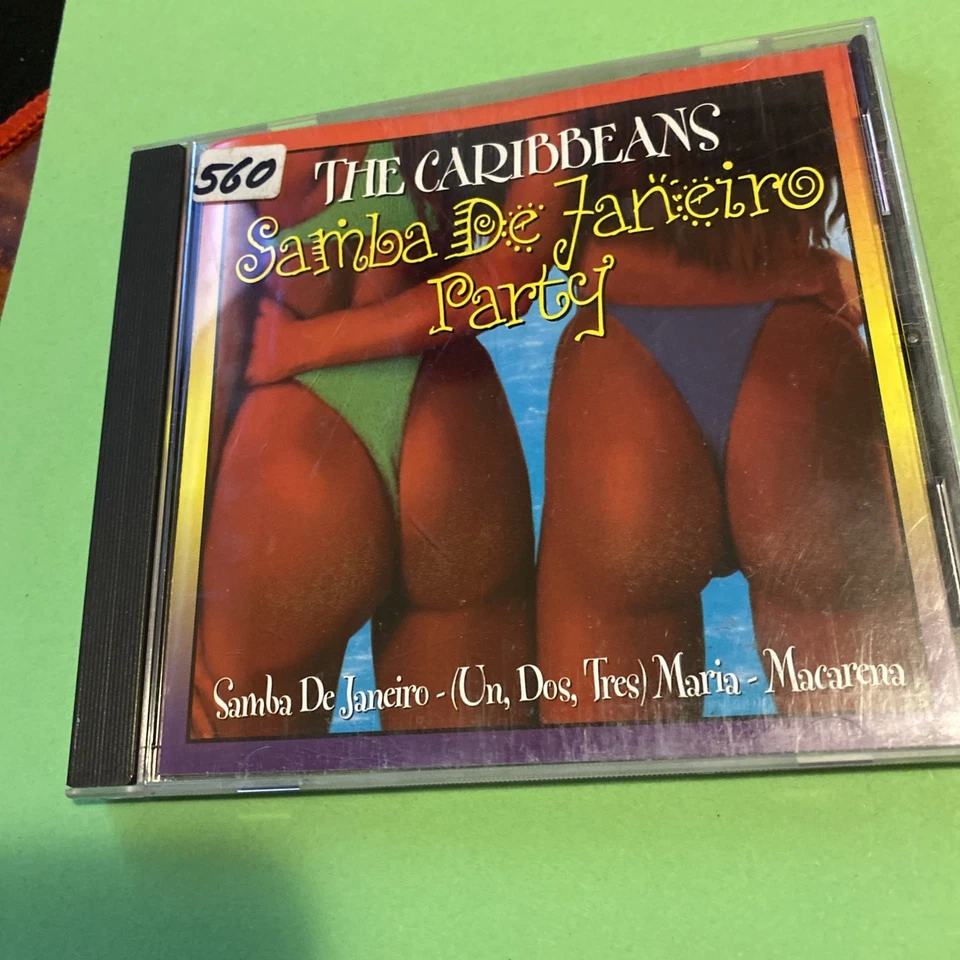 560
THE CARIBBEANS
Samba De Janeiro
Party
Samba De Janeiro - (Un, Dos, Tres) Maria - Macarena